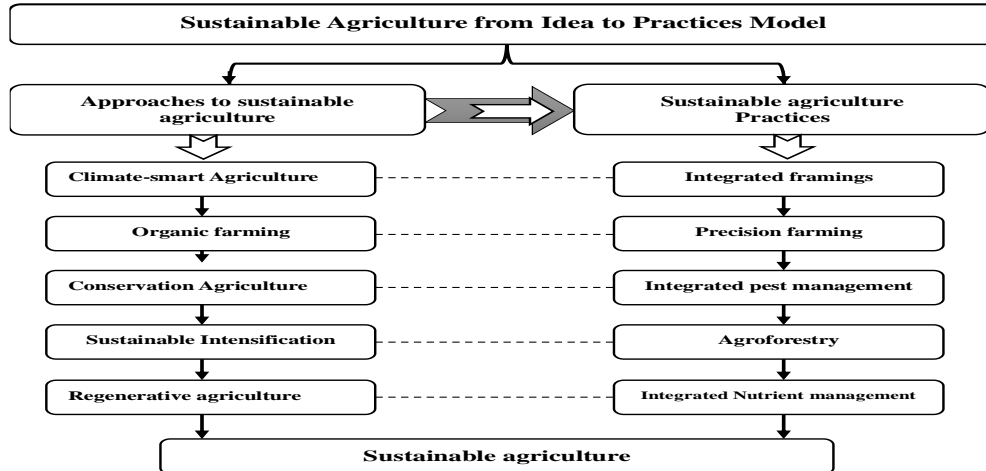 Sustainable Agriculture from Idea to Practices Model
Approaches to sustainable
agriculture
Sustainable agriculture
Practices
Climate-smart Agriculture
Integrated framings
Organic farming
Precision farming
Conservation Agriculture
Integrated pest management
Sustainable Intensification
Agroforestry
Regenerative agriculture
Integrated Nutrient management
Sustainable agriculture